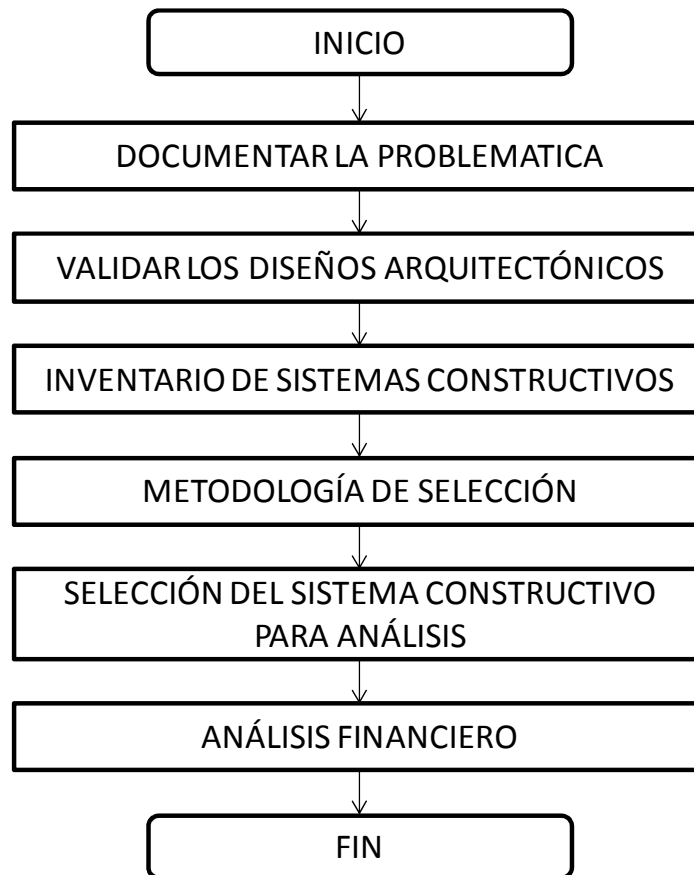 INICIO
DOCUMENTAR LA PROBLEMATICA
VALIDAR LOS DISEÑOS ARQUITECTÓNICOS
INVENTARIO DE SISTEMAS CONSTRUCTIVOS
METODOLOGÍA DE SELECCIÓN
SELECCIÓN DEL SISTEMA CONSTRUCTIVO
PARA ANÁLISIS
ANÁLISIS FINANCIERO
FIN